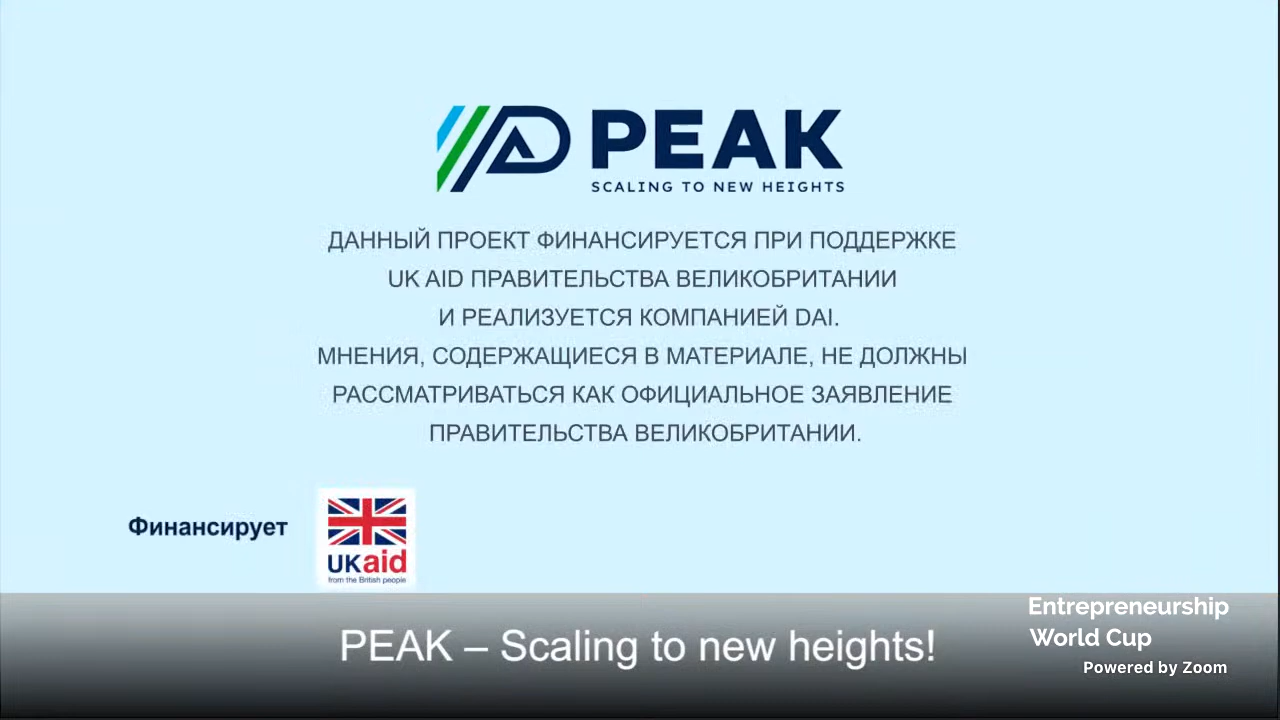 PEAK
SCALING TO NEW HEIGHTS
ДАННЫЙ ПРОЕКТ ФИНАНСИРУЕТСЯ ПРИ ПОДДЕРЖКЕ
UK AID ПРАВИТЕЛЬСТВА ВЕЛИКОБРИТАНИИ
И РЕАЛИЗУЕТСЯ КОМПАНИЕЙ DAI.
МНЕНИЯ, СОДЕРЖАЩИЕСЯ В МАТЕРИАЛЕ, НЕ ДОЛЖНЫ
РАССМАТРИВАТЬСЯ КАК ОФИЦИАЛЬНОЕ ЗАЯВЛЕНИЕ
ПРАВИТЕЛЬСТВА ВЕЛИКОБРИТАНИИ.
Финансирует
UKaid
from the British people
PEAK – Scaling to new heights!
Entrepreneurship
World Cup
Powered by Zoom